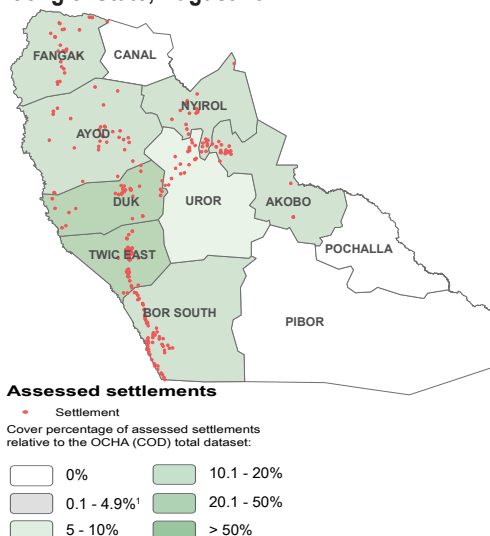 FANGAK
CANAL
NYIROL
AYOD
DUK
UROR
AKOBO
TWIC EAST
POCHALLA
BOR SOUTH
PIBOR
Assessed settlements
Settlement
Cover percentage of assessed settlements
relative to the OCHA (COD) total dataset:
0%
10.1 - 20%
0.1 - 4.9%¹
20.1 - 50%
5 - 10%
> 50%